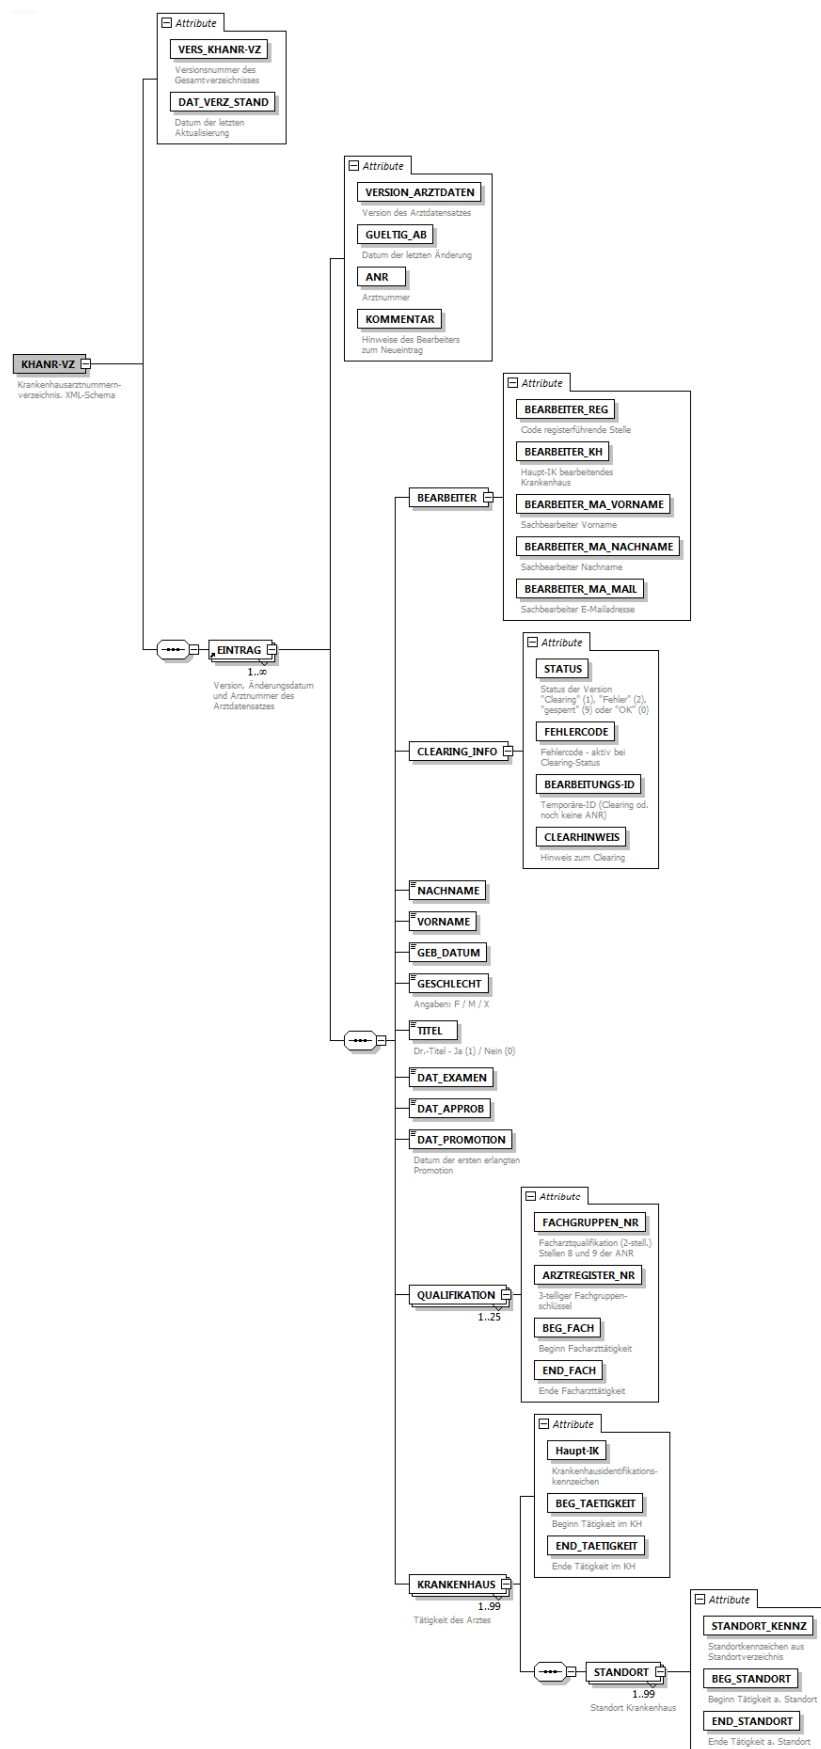 Attribute
VERS_KHANR-VZ
Versionsnummer des
Gesamtverzeichnisses
DAT_VERZ_STAND
Datum der letzten
Aktualisierung
Attribute
VERSION_ARZTDATEN
Version des Arztdatensatzes
GUELTIG_AB
Datum der letzten Änderung
ANR
Arztnummer
KOMMENTAR
Hinweise des Bearbeiters
zum Neueintrag
KHANR-VZ
Krankenhausarztnummern-
verzeichnis. XML-Schema
Attribute
BEARBEITER_REG
Code registerführende Stelle
BEARBEITER_KH
Haupt-IK bearbeitendes
Krankenhaus
BEARBEITER
BEARBEITER_MA_VORNAME
Sachbearbeiter Vorname
BEARBEITER_MA_NACHNAME
Sachbearbeiter Nachname
BEARBEITER_MA_MAIL
Sachbearbeiter E-Mailadresse
EINTRAG
1..∞
Version, Änderungsdatum
und Arztnummer des
Arztdatensatzes
Attribute
STATUS
Status der Version
"Clearing" (1), "Fehler" (2),
"gesperrt" (9) oder "OK" (0)
FEHLERCODE
Fehlercode - aktiv bei
Clearing-Status
CLEARING_INFO
BEARBEITUNGS-ID
Temporäre-ID (Clearing od.
noch keine ANR)
CLEARHINWEIS
Hinweis zum Clearing
NACHNAME
VORNAME
GEB_DATUM
GESCHLECHT
Angaben: F / M / X
TITEL
Dr.-Titel - Ja (1) / Nein (0)
DAT_EXAMEN
DAT_APPROB
DAT_PROMOTION
Datum der ersten erlangten
Promotion
Attribute
FACHGRUPPEN_NR
Facharztqualifikation (2-stell.)
Stellen 8 und 9 der ANR
ARZTREGISTER_NR
3-telliger Fachgruppen-
schlüssel
QUALIFIKATION
1..25
BEG_FACH
Beginn Facharzttätigkeit
END_FACH
Ende Facharzttätigkeit
Attribute
Haupt-IK
Krankenhausidentifikations-
kennzeichen
BEG_TAETIGKEIT
Beginn Tätigkeit im KH
END_TAETIGKEIT
Ende Tätigkeit im KH
KRANKENHAUS
1..99
Tätigkeit des Arztes
Attribute
STANDORT_KENNZ
Standortkennzeichen aus
Standortverzeichnis
STANDORT
1..99
Standort Krankenhaus
BEG_STANDORT
Beginn Tätigkeit a. Standort
END_STANDORT
Ende Tätigkeit a. Standort